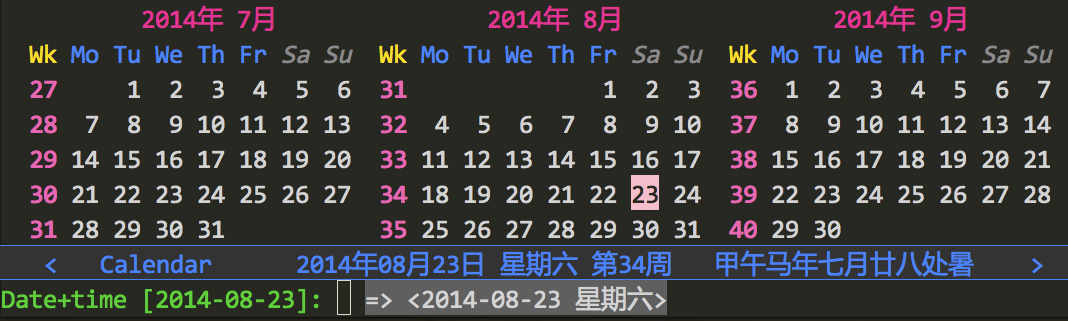 2014年 7月 2014年 8月 2014年 9月
Wk Mo Tu We Th Fr Sa Su Wk Mo Tu We Th Fr Sa Su Wk Mo Tu We Th Fr Sa Su
27 1 2 3 4 5 6 31 1 2 3 36 1 2 3 4 5 6 7
28 7 8 9 10 11 12 13 32 4 5 6 7 8 9 10 37 8 9 10 11 12 13 14
29 14 15 16 17 18 19 20 33 11 12 13 14 15 16 17 38 15 16 17 18 19 20 21
30 21 22 23 24 25 26 27 34 18 19 20 21 22 23 24 39 22 23 24 25 26 27 28
31 28 29 30 31 35 25 26 27 28 29 30 31 40 29 30
< Calendar 2014年08月23日 星期六 第34周 甲午马年七月廿八处暑 >
Date+time [2014-08-23]: => <2014-08-23 星期六>